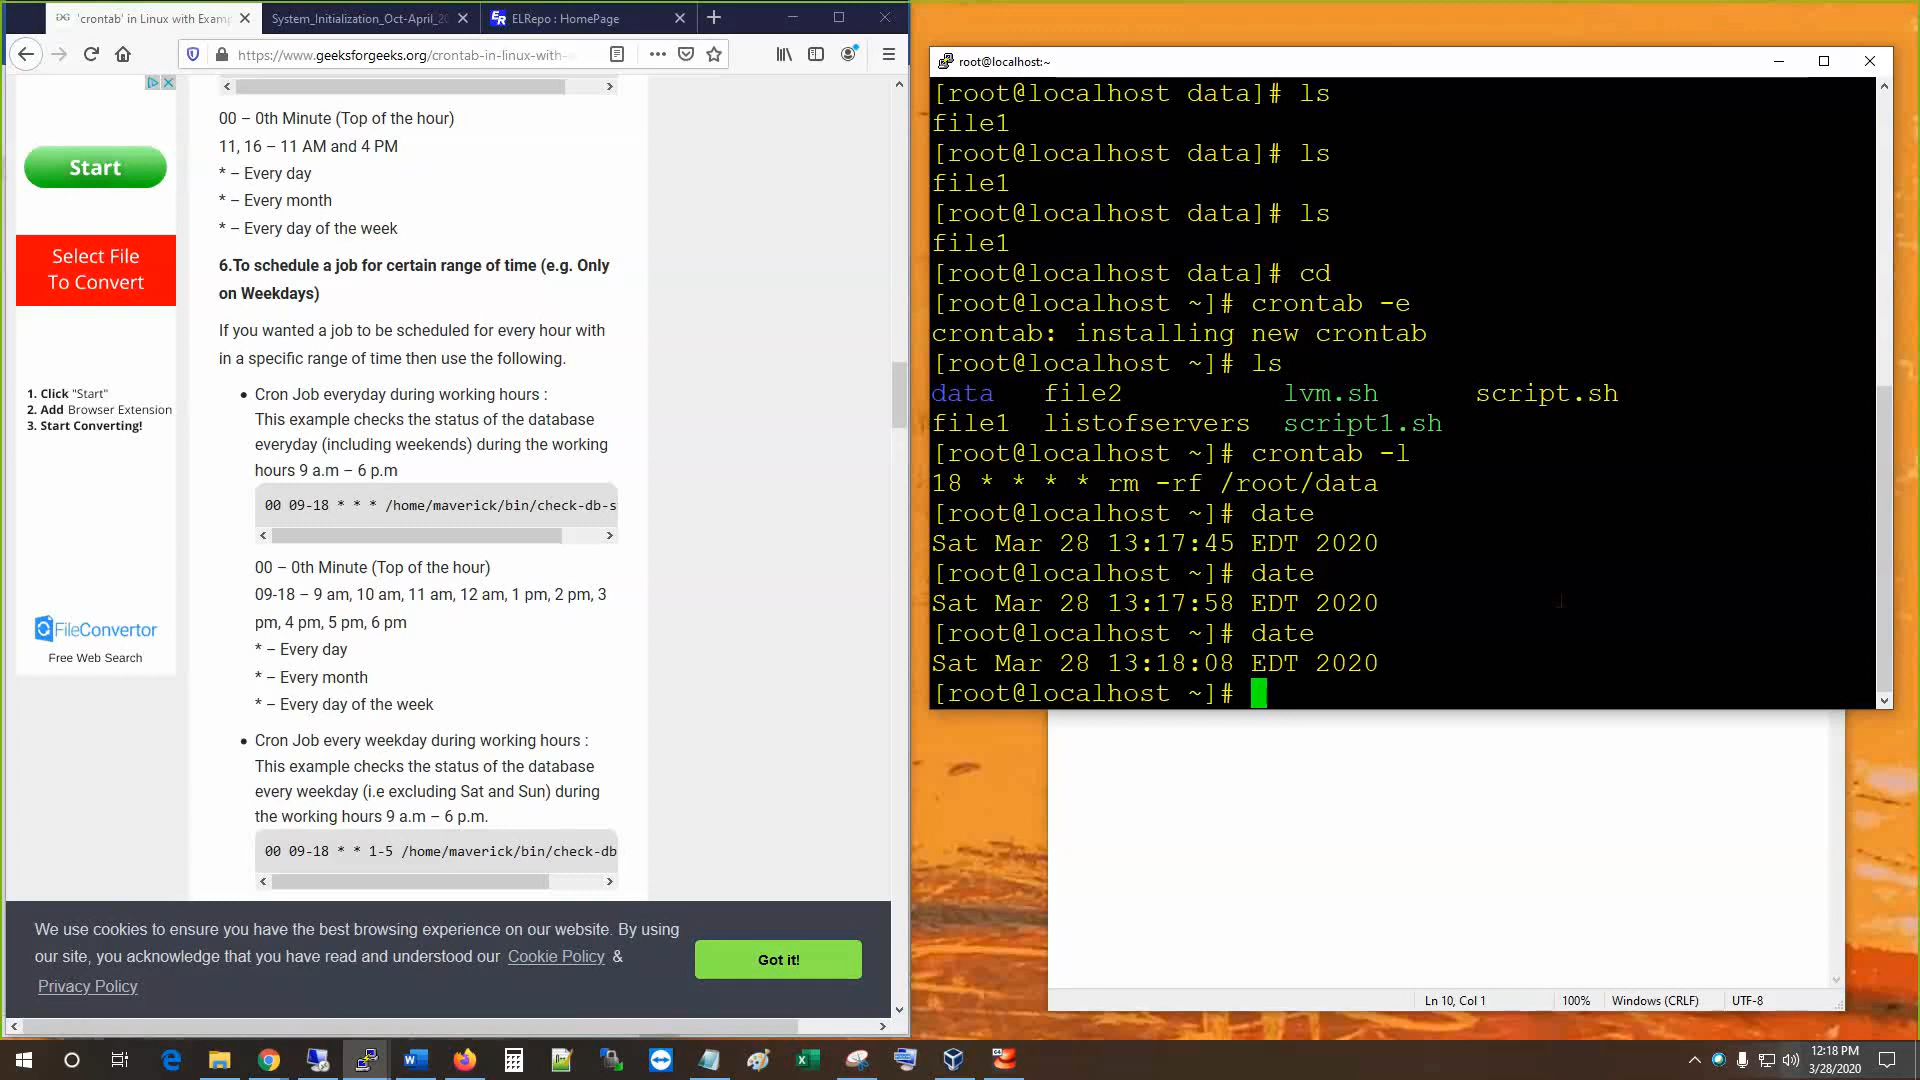 'crontab' in Linux with Examp
System_Initialization_Oct-April_20
ELRepo : HomePage
https://www.geeksforgeeks.org/crontab-in-linux-with-
Start
Select File
To Convert
1. Click "Start"
2. Add Browser Extension
3. Start Converting!
FileConvertor
Free Web Search
00 – 0th Minute (Top of the hour)
11, 16 – 11 AM and 4 PM
* – Every day
* – Every month
* – Every day of the week
6.To schedule a job for certain range of time (e.g. Only
on Weekdays)
If you wanted a job to be scheduled for every hour with
in a specific range of time then use the following.
• Cron Job everyday during working hours :
This example checks the status of the database
everyday (including weekends) during the working
hours 9 a.m – 6 p.m
00 09-18 * * * /home/maverick/bin/check-db-s
00 – 0th Minute (Top of the hour)
09-18 – 9 am, 10 am, 11 am, 12 am, 1 pm, 2 pm, 3
pm, 4 pm, 5 pm, 6 pm
* – Every day
* – Every month
* – Every day of the week
• Cron Job every weekday during working hours :
This example checks the status of the database
every weekday (i.e excluding Sat and Sun) during
the working hours 9 a.m – 6 p.m.
00 09-18 * * 1-5 /home/maverick/bin/check-db
We use cookies to ensure you have the best browsing experience on our website. By using
our site, you acknowledge that you have read and understood our Cookie Policy &
Privacy Policy
Got it!
root@localhost:~
[root@localhost data]# ls
file1
[root@localhost data]# ls
file1
[root@localhost data]# ls
file1
[root@localhost data]# cd
[root@localhost ~]# crontab -e
crontab: installing new crontab
[root@localhost ~]# ls
data file2 lvm.sh script.sh
file1 listofservers script1.sh
[root@localhost ~]# crontab -l
18 * * * * rm -rf /root/data
[root@localhost ~]# date
Sat Mar 28 13:17:45 EDT 2020
[root@localhost ~]# date
Sat Mar 28 13:17:58 EDT 2020
[root@localhost ~]# date
Sat Mar 28 13:18:08 EDT 2020
[root@localhost ~]#
Ln 10, Col 1 100% Windows (CRLF) UTF-8
12:18 PM
3/28/2020